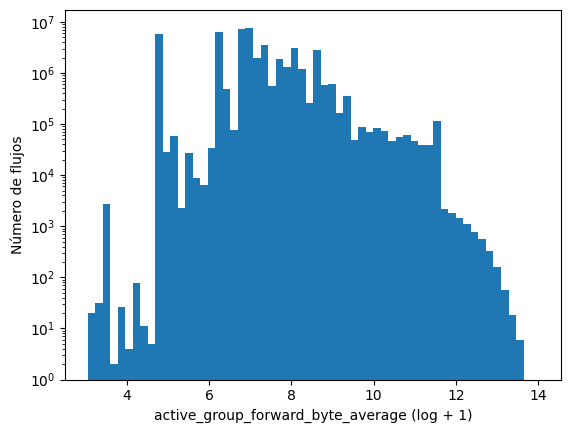 10⁷
10⁶
10⁵
10⁴
10³
10²
10¹
10⁰
Número de flujos
4 6 8 10 12 14
active_group_forward_byte_average (log + 1)